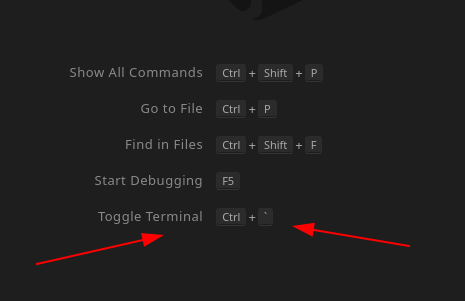 Show All Commands Ctrl + Shift + P
Go to File Ctrl + P
Find in Files Ctrl + Shift + F
Start Debugging F5
Toggle Terminal Ctrl + `